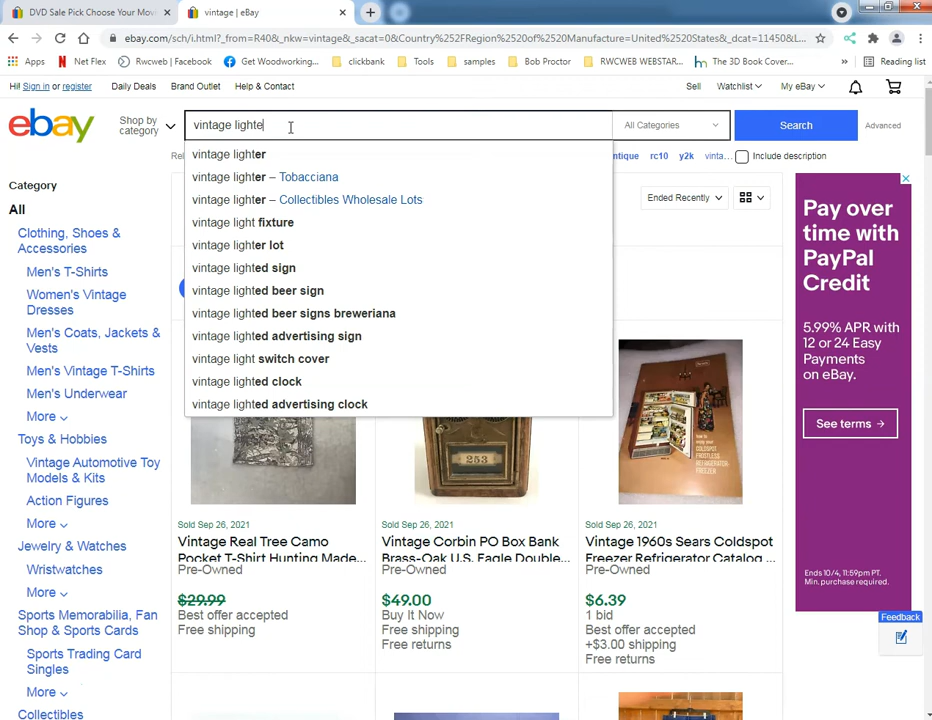 DVD Sale Pick Choose Your Mov
vintage | eBay
ebay.com/sch/i.html?_from=R40&_nkw=vintage&_sacat=0&Country%252FRegion%2520of%2520Manufacture=United%2520States&_dcat=11450&L...
Apps
Net Flex
Rwcweb | Facebook
Get Woodworking...
clickbank
Tools
samples
Bob Proctor
RWCWEB WEBSTAR...
The 3D Book Cover...
»
Reading list
Hi! Sign in or register
Daily Deals
Brand Outlet
Help & Contact
Sell
Watchlist
My eBay
ebay
Shop by category
vintage lighte
All Categories
Search
Advanced
vintage lighter
vintage lighter – Tobacciana
vintage lighter – Collectibles Wholesale Lots
vintage light fixture
vintage lighter lot
vintage lighted sign
vintage lighted beer sign
vintage lighted beer signs breweriana
vintage lighted advertising sign
vintage light switch cover
vintage lighted clock
vintage lighted advertising clock
Rel
ntique rc10 y2k vinta...
Include description
Ended Recently
Category
All
Clothing, Shoes &
Accessories
Men's T-Shirts
Women's Vintage
Dresses
Men's Coats, Jackets &
Vests
Men's Vintage T-Shirts
Men's Underwear
More
Toys & Hobbies
Vintage Automotive Toy
Models & Kits
Action Figures
More
Jewelry & Watches
Wristwatches
More
Sports Memorabilia, Fan
Shop & Sports Cards
Sports Trading Card
Singles
More
Collectibles
253
Sold Sep 26, 2021
Vintage Real Tree Camo
Pocket T-Shirt Hunting Made...
Pre-Owned
$29.99
Best offer accepted
Free shipping
Sold Sep 26, 2021
Vintage Corbin PO Box Bank
Brass-Oak U.S. Eagle Double...
Pre-Owned
$49.00
Buy It Now
Free shipping
Free returns
Sold Sep 26, 2021
Vintage 1960s Sears Coldspot
Freezer Refrigerator Catalog ...
Pre-Owned
$6.39
1 bid
Best offer accepted
+$3.00 shipping
Free returns
Pay over
time with
PayPal
Credit
5.99% APR with
12 or 24 Easy
Payments
on eBay.
See terms →
Ends 10/4, 11:59pm PT.
Min. purchase required.
Feedback